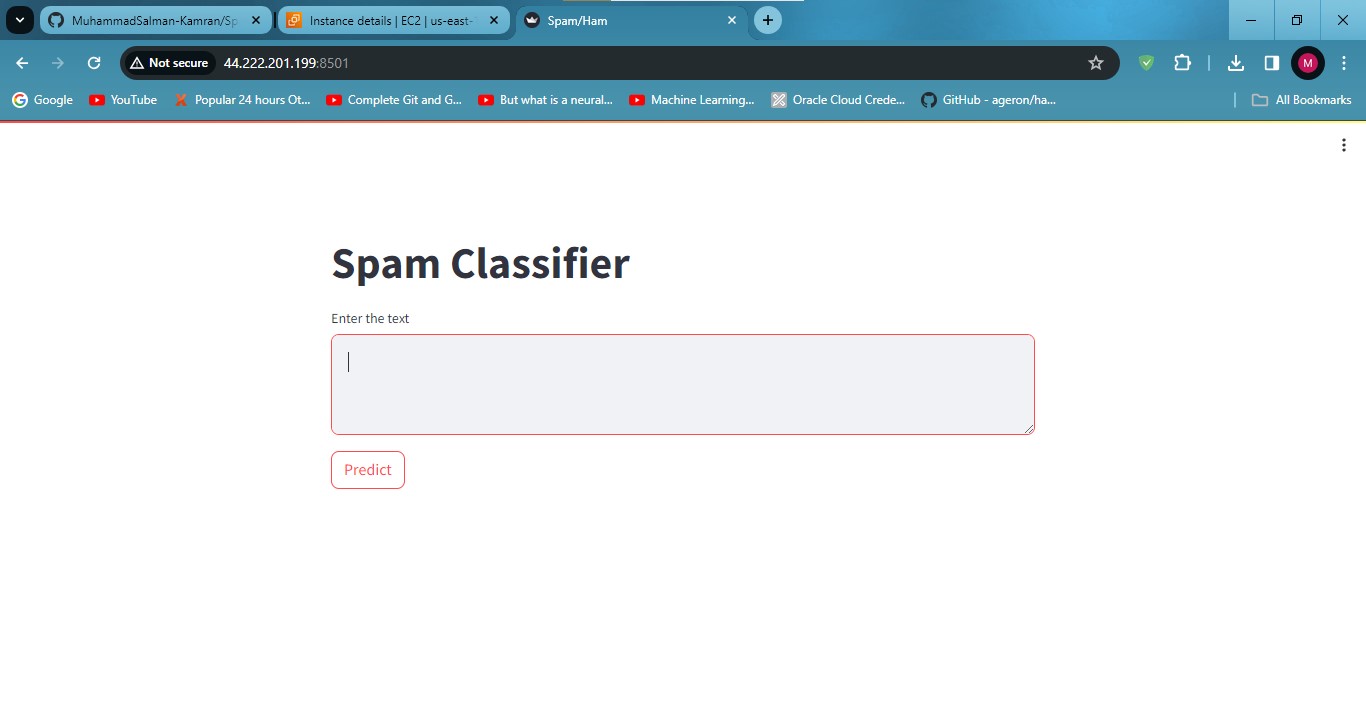 MuhammadSalman-Kamran/Sp
Instance details | EC2 | us-east-
Spam/Ham
Not secure
44.222.201.199:8501
M
Google
YouTube
Popular 24 hours Ot...
Complete Git and G...
But what is a neural...
Machine Learning...
Oracle Cloud Crede...
GitHub - ageron/ha...
All Bookmarks
Spam Classifier
Enter the text
Predict